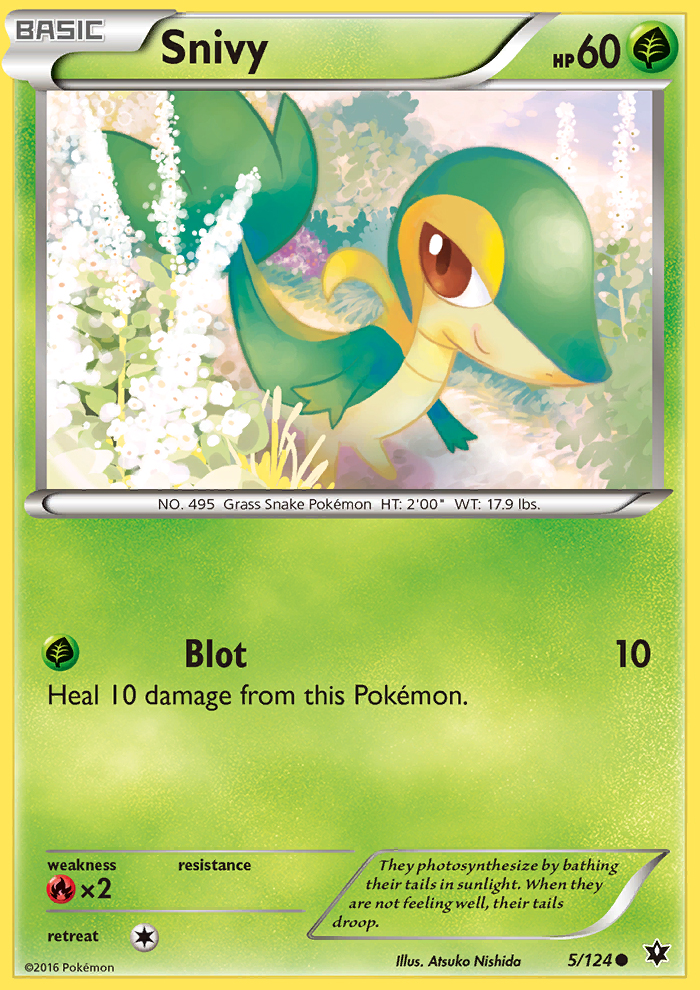 BASIC
Snivy
HP60
NO. 495 Grass Snake Pokémon HT: 2'00" WT: 17.9 lbs.
Blot 10
Heal 10 damage from this Pokémon.
weakness resistance
×2
retreat
They photosynthesize by bathing
their tails in sunlight. When they
are not feeling well, their tails
droop.
Illus. Atsuko Nishida 5/124
©2016 Pokémon